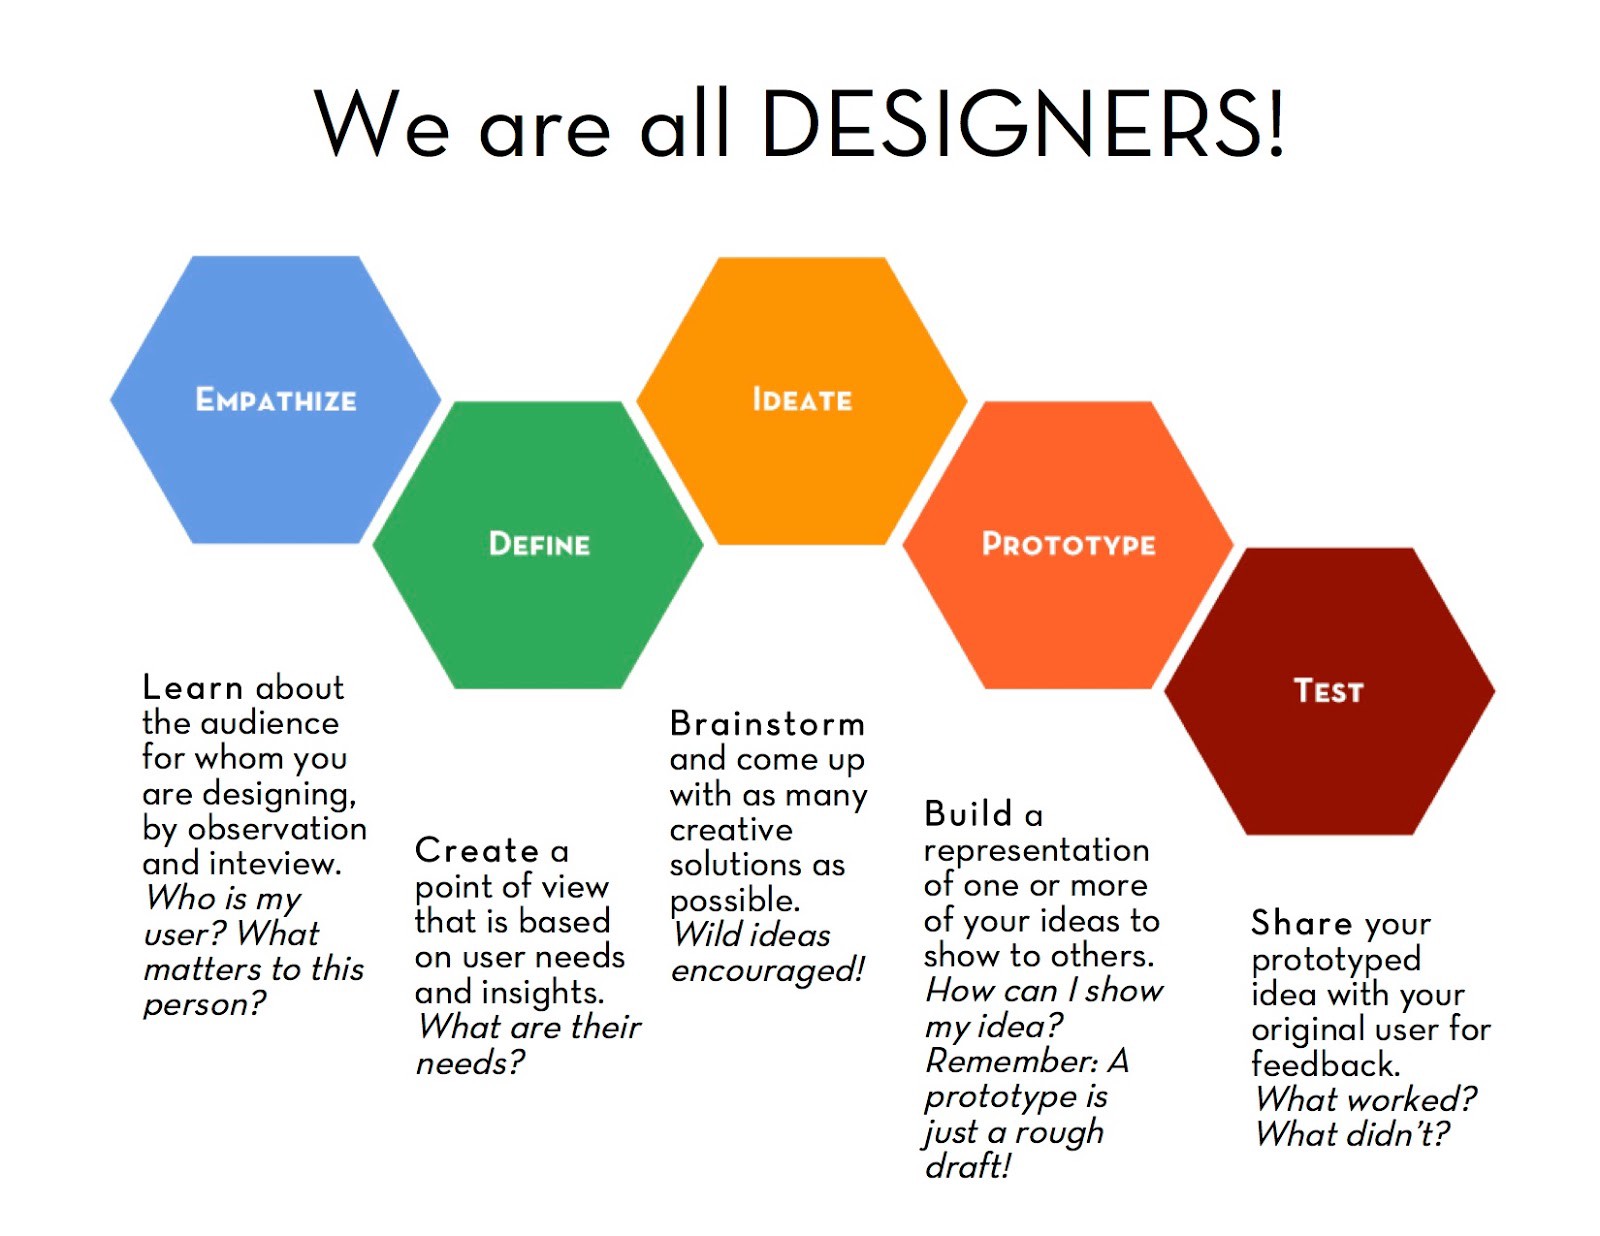 We are all DESIGNERS!
EMPATHIZE
DEFINE
IDEATE
PROTOTYPE
TEST
Learn about
the audience
for whom you
are designing,
by observation
and inteview.
Who is my
user? What
matters to this
person?
Create a
point of view
that is based
on user needs
and insights.
What are their
needs?
Brainstorm
and come up
with as many
creative
solutions as
possible.
Wild ideas
encouraged!
Build a
representation
of one or more
of your ideas to
show to others.
How can I show
my idea?
Remember: A
prototype is
just a rough
draft!
Share your
prototyped
idea with your
original user for
feedback.
What worked?
What didn't?